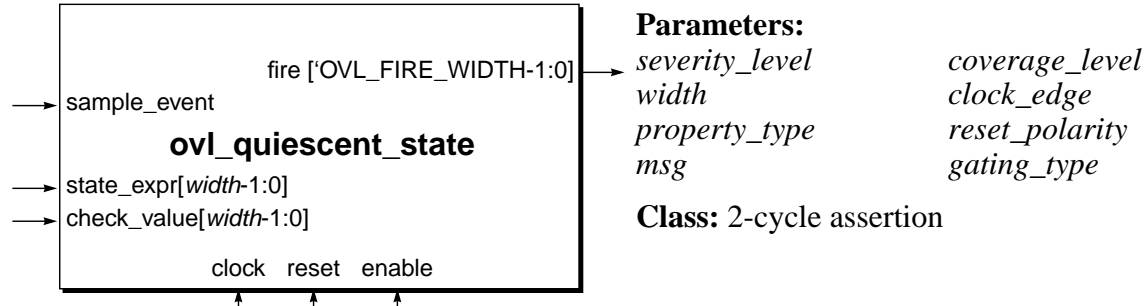 fire [‘OVL_FIRE_WIDTH-1:0]
sample_event
ovl_quiescent_state
state_expr[width-1:0]
check_value[width-1:0]
clock reset enable
Parameters:
severity_level coverage_level
width clock_edge
property_type reset_polarity
msg gating_type
Class: 2-cycle assertion